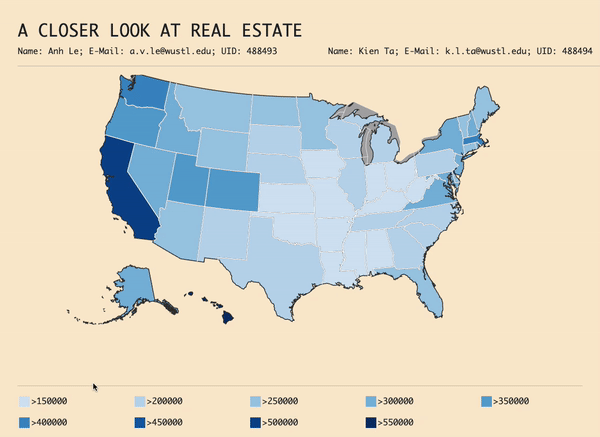 A CLOSER LOOK AT REAL ESTATE
Name: Anh Le; E-Mail: a.v.le@wustl.edu; UID: 488493 Name: Kien Ta; E-Mail: k.l.ta@wustl.edu; UID: 488494
>150000 >200000 >250000 >300000 >350000
>400000 >450000 >500000 >550000